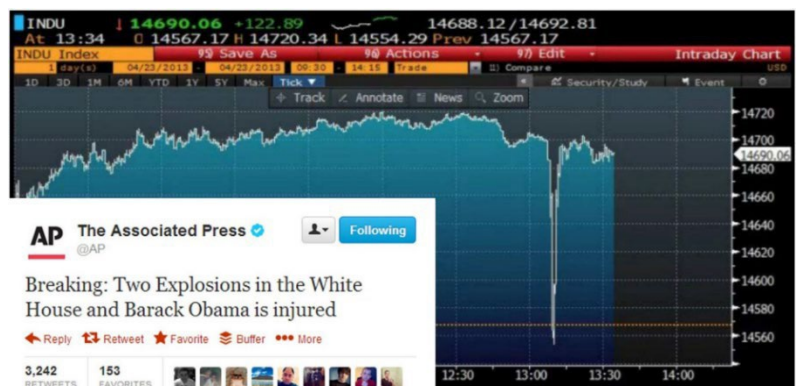 INDU ↓ 14690.06 +122.89 14688.12/14692.81
At 13:34 O 14567.17 H 14720.34 L 14554.29 Prev 14567.17
INDU Index 95) Save As 96) Actions 97) Edit Intraday Chart
1 day(s) 04/23/2013 - 04/23/2013 09:30 - 14:15 Trade Compare USD
1D 3D 1M 6M YTD 1Y 5Y Max Tick ▼ Security/Study Event
Track Annotate News Zoom
14720
14700
14690.06
14680
14660
14640
14620
14600
14580
14560
12:30 13:00 13:30 14:00
AP The Associated Press Following
@AP
Breaking: Two Explosions in the White
House and Barack Obama is injured
Reply Retweet Favorite Buffer More
3,242 153
RETWEETS FAVORITES